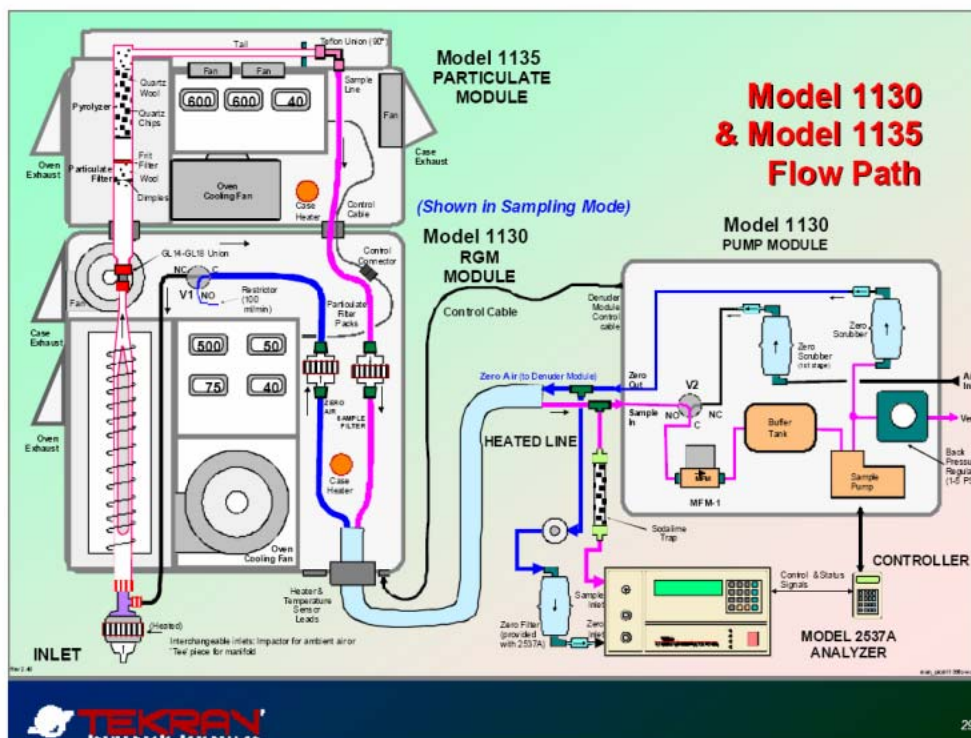 Model 1130
& Model 1135
Flow Path
(Shown in Sampling Mode)
Model 1135
PARTICULATE
MODULE
Tail
Teflon Union (90°)
Fan
Fan
600
600
40
Sample
Line
Fan
Quartz
Wool
Pyrolyzer
Quartz
Chips
Oven
Exhaust
Particulate
Filter
Frit
Filter
Wool
Dimples
Oven
Cooling Fan
Case
Heater
Control
Cable
Case
Exhaust
Model 1130
RGM
MODULE
GL14-GL18 Union
NC
C
V1
NO
Restrictor
(100
ml/min)
Control
Connector
Particulate
Filter
Packs
Fan
Case
Exhaust
500
50
75
40
ZERO
AIR
SAMPLE
FILTER
Oven
Exhaust
Case
Heater
Oven
Cooling Fan
Heater &
Temperature
Sensor
Leads
(Heated)
INLET
Interchangeable inlets: Impactor for ambient air or
'Tee' piece for manifold
Control Cable
HEATED LINE
Zero Air (to Denuder Module)
Model 1130
PUMP MODULE
Denuder
Module
Control
cable
Zero
Scrubber
Zero
Scrubber
(1st stage)
Zero
Out
Sample
In
V2
NO
NC
C
MFM
MFM-1
Buffer
Tank
Sample
Pump
Back
Sodalime
Trap
Zero Filter
(provided
with 2537A)
Sample
Inlet
Zero
Inlet
Control & Status
Signals
CONTROLLER
MODEL 2537A
ANALYZER
TEKRAN